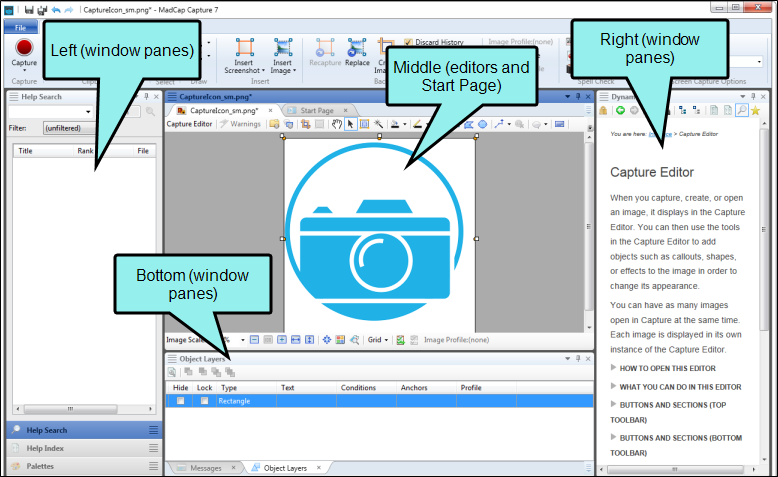 CaptureIcon_sm.png* - MadCap Capture 7
File
Left (window panes)
Middle (editors and
Start Page)
Right (window
panes)
Bottom (window
panes)
Capture
Insert
Screenshot
Insert
Image
Recapture
Replace
Discard History
Image Profile:(none)
Capture
Select
Draw
Insert
Spell Check
Screen Capture Options
Help Search
Filter:
(unfiltered)
Title
Rank
File
Help Search
Help Index
Palettes
CaptureIcon_sm.png*
CaptureIcon_sm.png*
Start Page
Capture Editor
Warnings
Grid
Image Profile:(none)
Object Layers
Hide
Lock
Type
Text
Conditions
Anchors
Profile
Rectangle
Messages
Object Layers
You are here:
> Capture Editor
Capture Editor
When you capture, create, or open
an image, it displays in the Capture
Editor. You can then use the tools
in the Capture Editor to add
objects such as callouts, shapes,
or effects to the image in order to
change its appearance.
You can have as many images
open in Capture at the same time.
Each image is displayed in its own
instance of the Capture Editor.
HOW TO OPEN THIS EDITOR
WHAT YOU CAN DO IN THIS EDITOR
BUTTONS AND SECTIONS (TOP
TOOLBAR)
BUTTONS AND SECTIONS (BOTTOM
TOOLBAR)